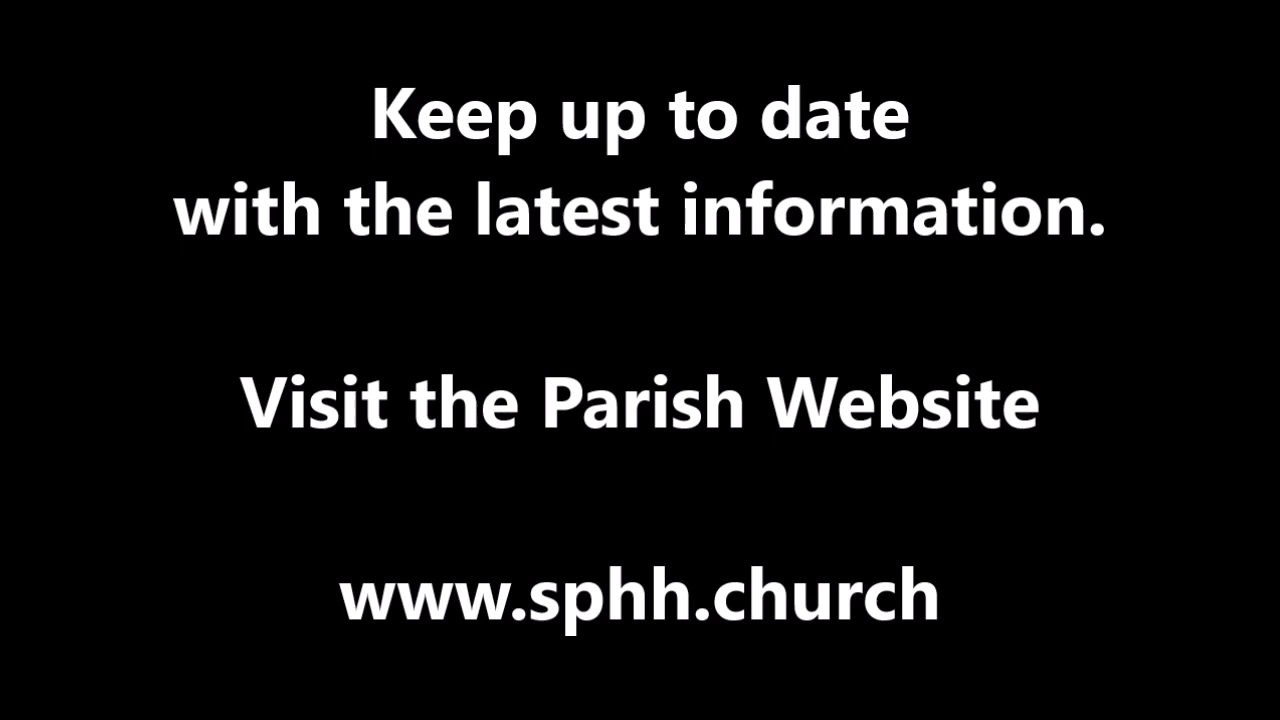 Keep up to date
with the latest information.
Visit the Parish Website
www.sphh.church